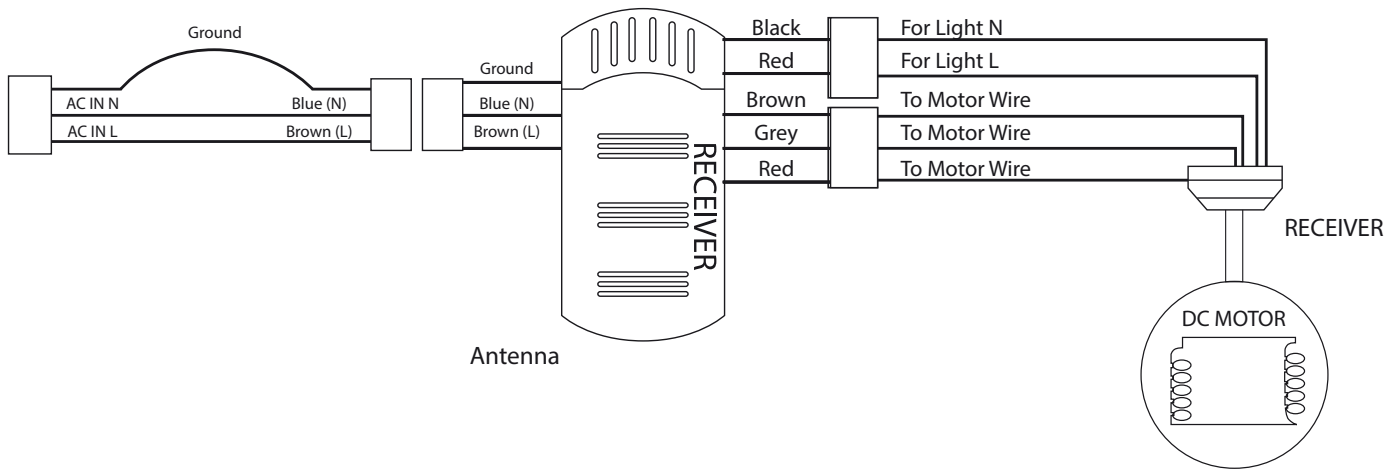 Ground
AC IN N
Blue (N)
AC IN L
Brown (L)
Ground
Blue (N)
Brown (L)
RECEIVER
Antenna
Black
For Light N
Red
For Light L
Brown
To Motor Wire
Grey
To Motor Wire
Red
To Motor Wire
RECEIVER
DC MOTOR